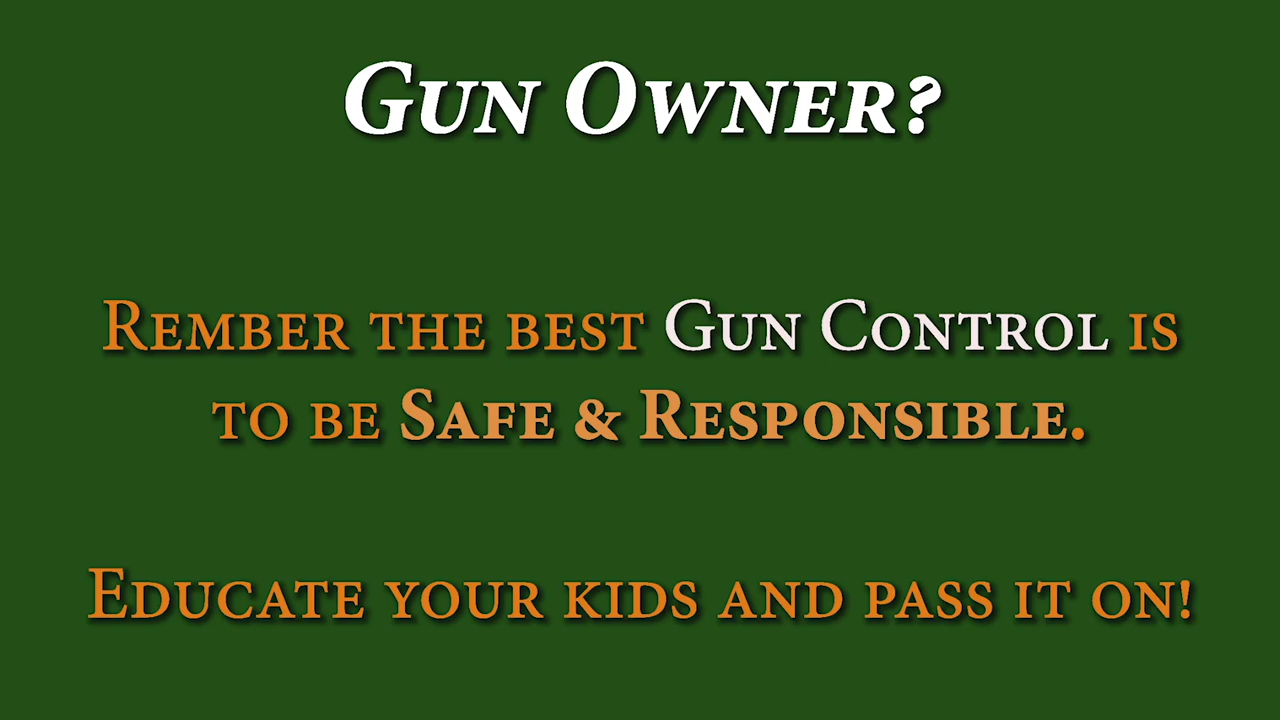 Gun Owner?
Rember the best Gun Control is
to be Safe & Responsible.
Educate your kids and pass it on!